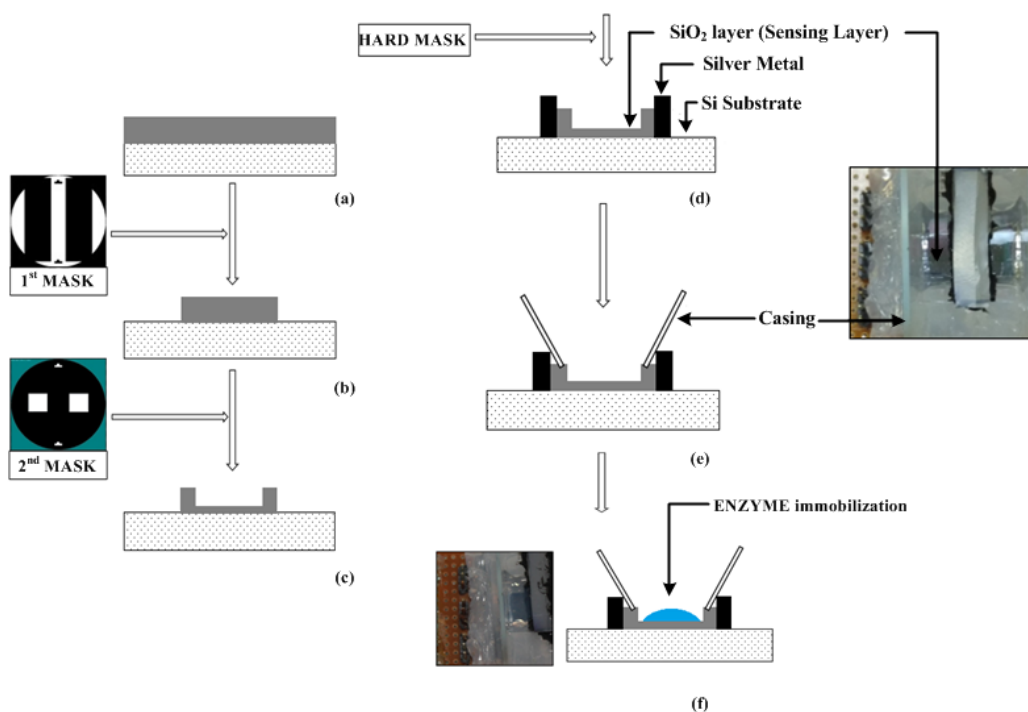 HARD MASK
SiO₂ layer (Sensing Layer)
Silver Metal
Si Substrate
(a)
(d)
1st MASK
(b)
Casing
2nd MASK
(e)
ENZYME immobilization
(c)
(f)